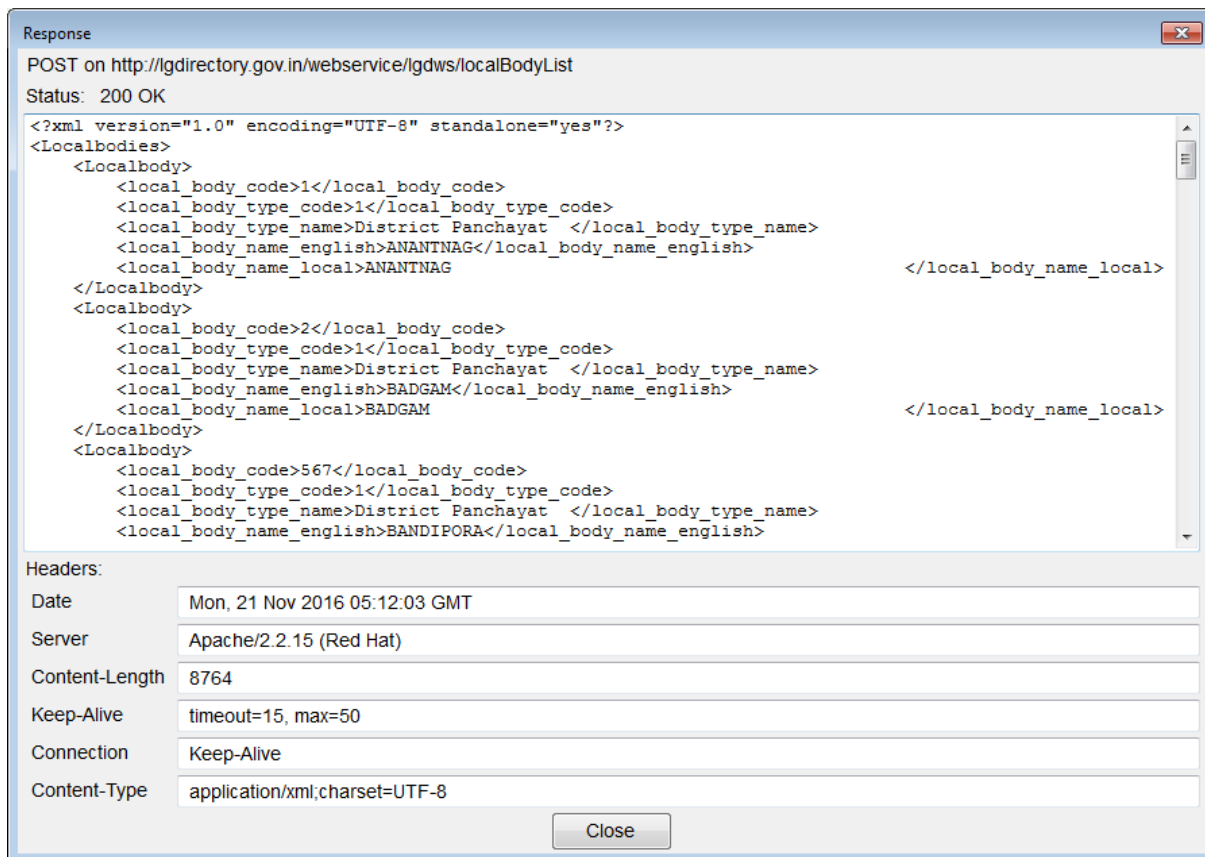 Response
POST on http://lgdirectory.gov.in/webservice/lgdws/localBodyList
Status: 200 OK
<?xml version="1.0" encoding="UTF-8" standalone="yes"?>
<Localbodies>
    <Localbody>
        <local_body_code>1</local_body_code>
        <local_body_type_code>1</local_body_type_code>
        <local_body_type_name>District Panchayat  </local_body_type_name>
        <local_body_name_english>ANANTNAG</local_body_name_english>
        <local_body_name_local>ANANTNAG                                          </local_body_name_local>
    </Localbody>
    <Localbody>
        <local_body_code>2</local_body_code>
        <local_body_type_code>1</local_body_type_code>
        <local_body_type_name>District Panchayat  </local_body_type_name>
        <local_body_name_english>BADGAM</local_body_name_english>
        <local_body_name_local>BADGAM                                            </local_body_name_local>
    </Localbody>
    <Localbody>
        <local_body_code>567</local_body_code>
        <local_body_type_code>1</local_body_type_code>
        <local_body_type_name>District Panchayat  </local_body_type_name>
        <local_body_name_english>BANDIPORA</local_body_name_english>
Headers:
Date Mon, 21 Nov 2016 05:12:03 GMT
Server Apache/2.2.15 (Red Hat)
Content-Length 8764
Keep-Alive timeout=15, max=50
Connection Keep-Alive
Content-Type application/xml;charset=UTF-8
Close